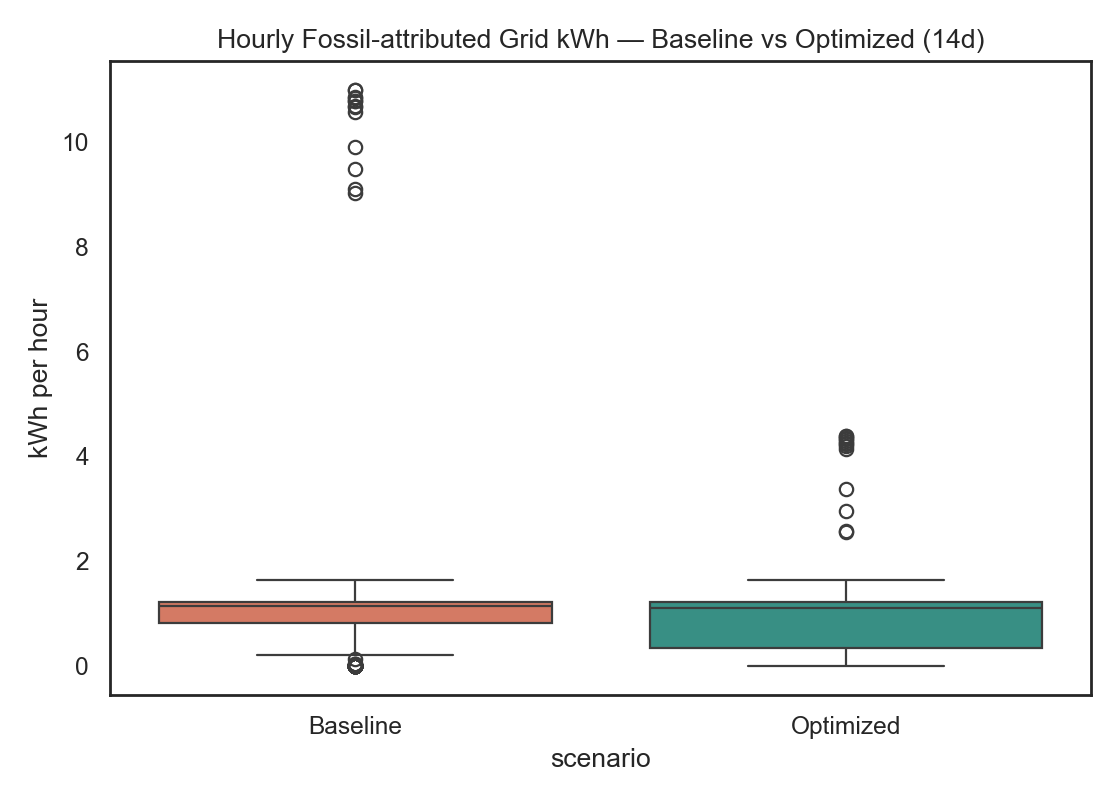 Hourly Fossil-attributed Grid kWh — Baseline vs Optimized (14d)
kWh per hour
10
8
6
4
2
0
Baseline
Optimized
scenario